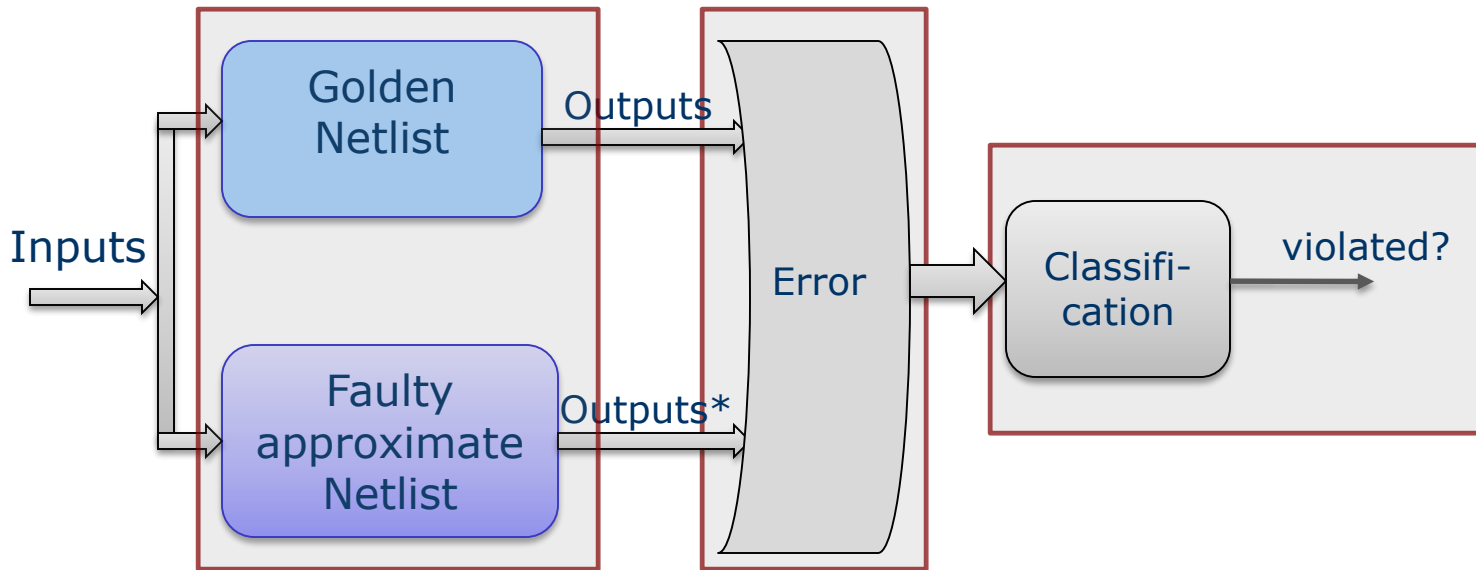 Inputs
Golden
Netlist
Outputs
Faulty
approximate
Netlist
Outputs*
Error
Classifi-
cation
violated?